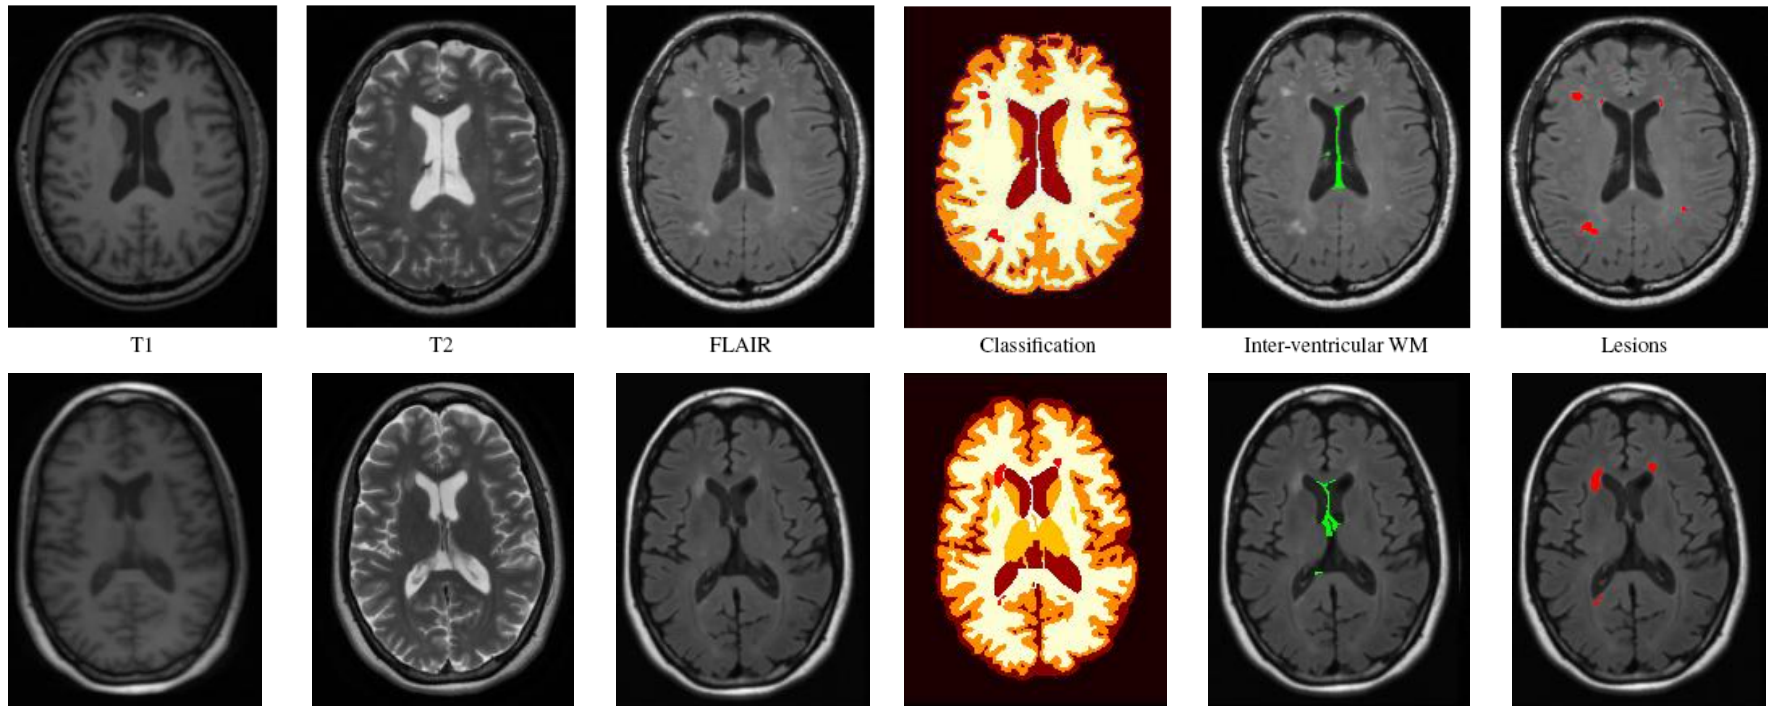 T1
T2
FLAIR
Classification
Inter-ventricular WM
Lesions